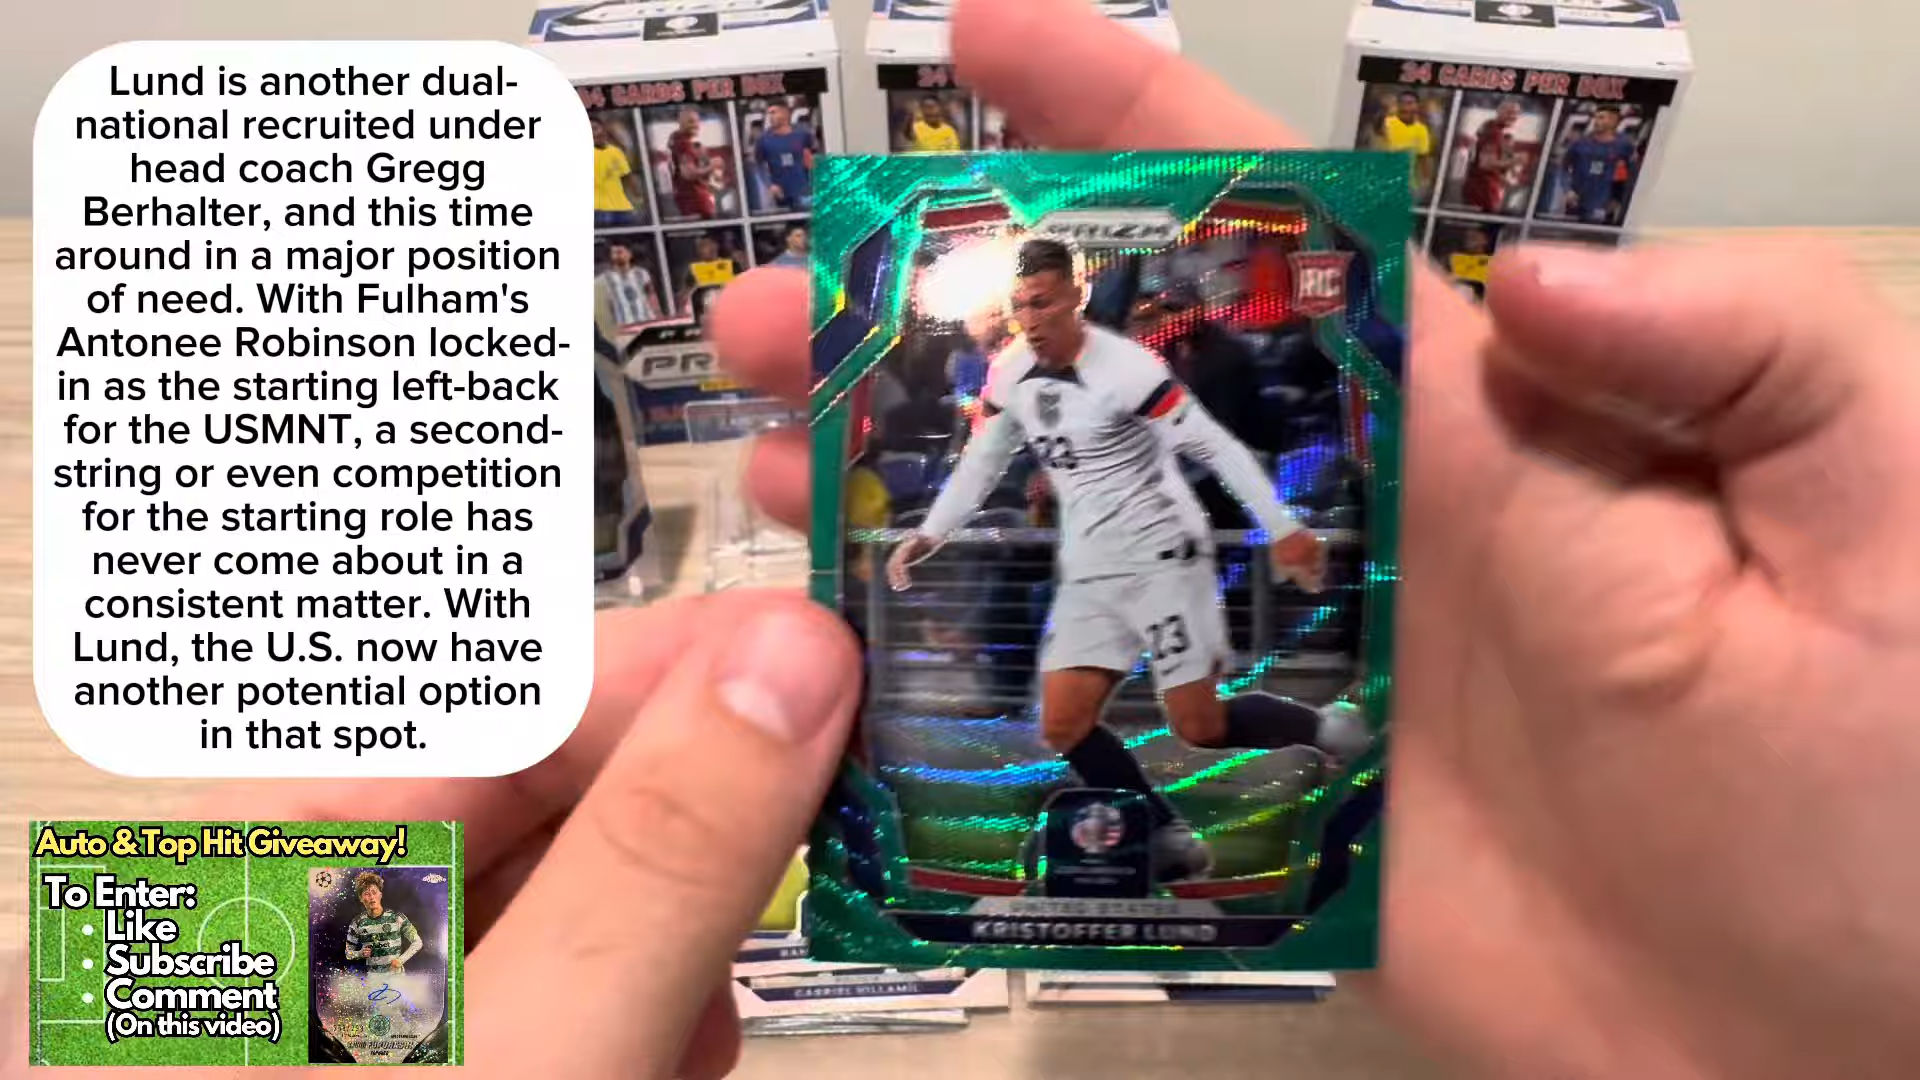 Lund is another dual-
national recruited under
head coach Gregg
Berhalter, and this time
around in a major position
of need. With Fulham's
Antonee Robinson locked-
in as the starting left-back
for the USMNT, a second-
string or even competition
for the starting role has
never come about in a
consistent matter. With
Lund, the U.S. now have
another potential option
in that spot.
24 CARDS PER BOX
24 CARDS PER BOX
PRIZM
RC
23
23
UNITED STATES
KRISTOFFER LUND
GABRIEL VILLAMIL
Auto & Top Hit Giveaway!
To Enter:
• Like
• Subscribe
• Comment
(On this video)